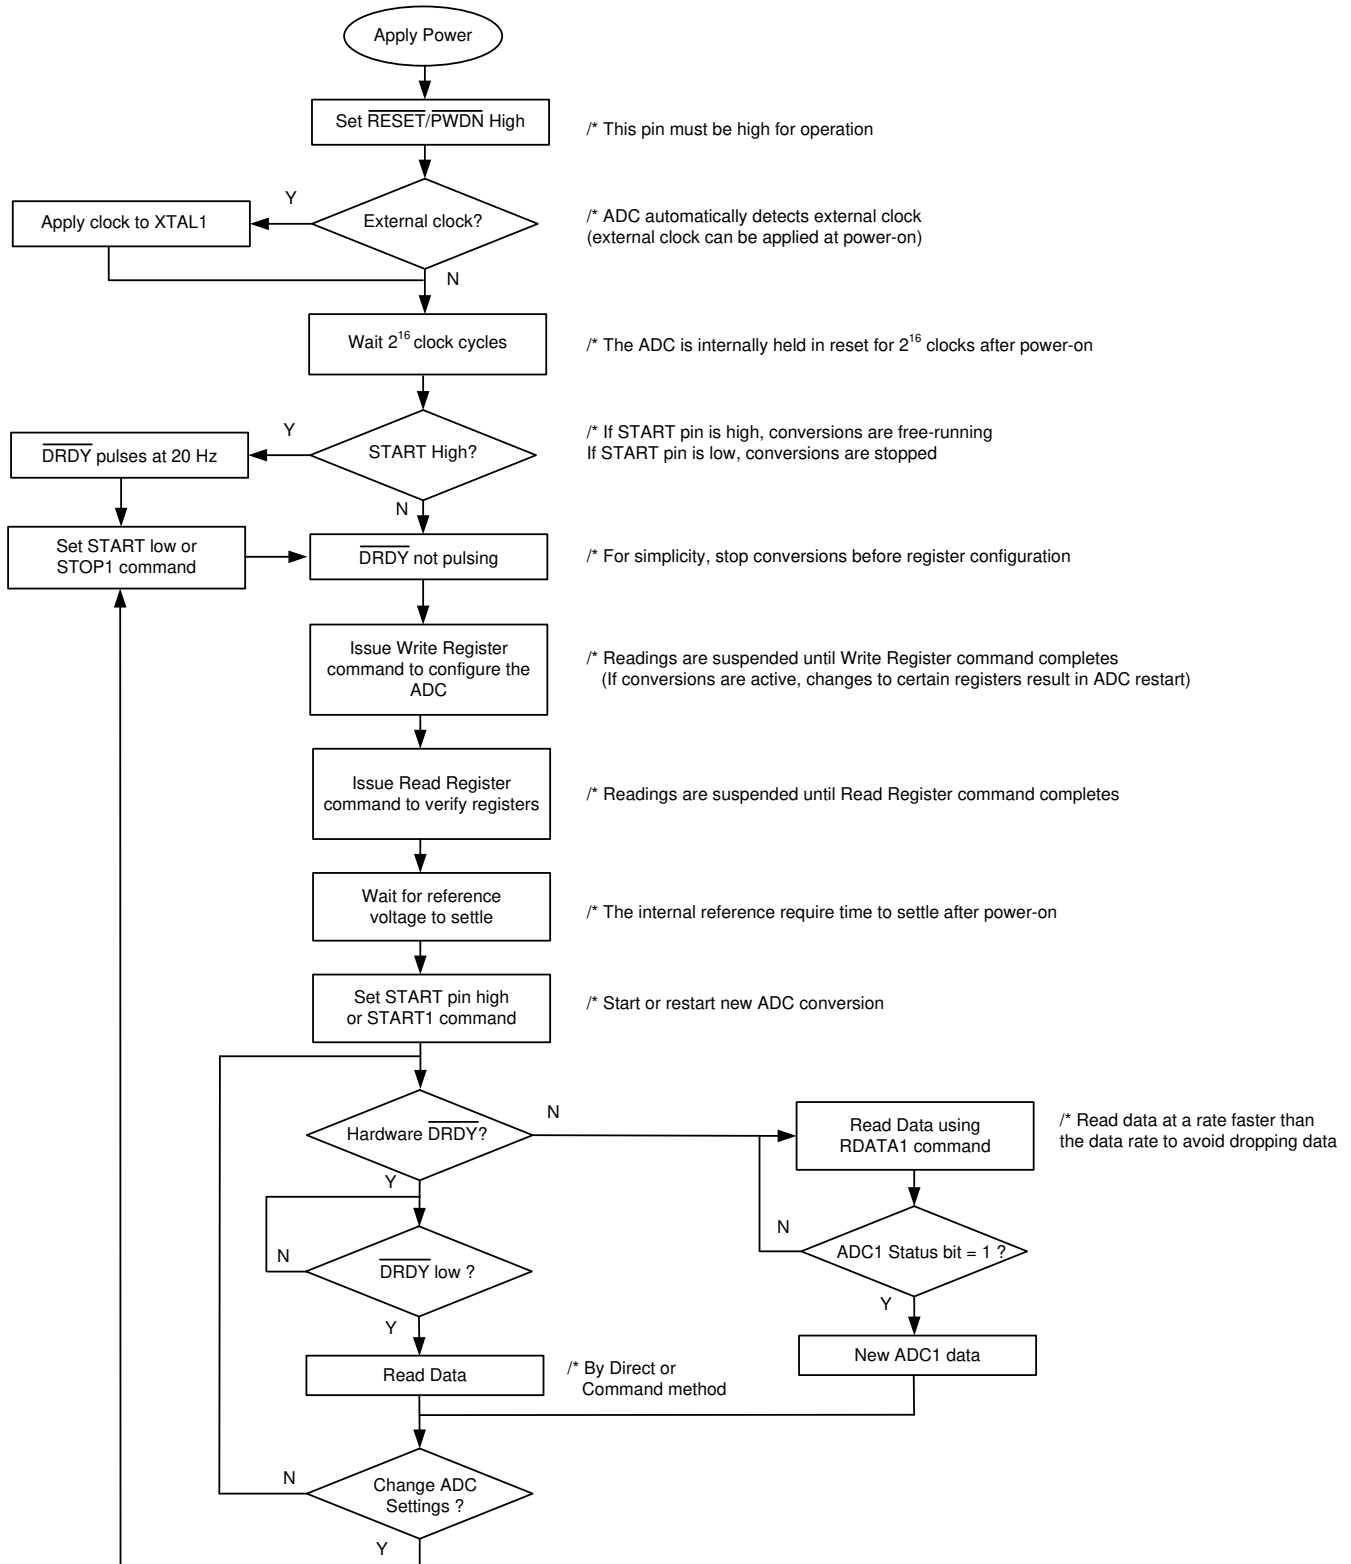 Apply Power
Set RESET/PWDN High
/* This pin must be high for operation
Y
Apply clock to XTAL1
External clock?
/* ADC automatically detects external clock
(external clock can be applied at power-on)
N
Wait 2^16 clock cycles
/* The ADC is internally held in reset for 2^16 clocks after power-on
Y
DRDY pulses at 20 Hz
START High?
/* If START pin is high, conversions are free-running
If START pin is low, conversions are stopped
N
Set START low or
STOP1 command
DRDY not pulsing
/* For simplicity, stop conversions before register configuration
Issue Write Register
command to configure the
ADC
/* Readings are suspended until Write Register command completes
(If conversions are active, changes to certain registers result in ADC restart)
Issue Read Register
command to verify registers
/* Readings are suspended until Read Register command completes
Wait for reference
voltage to settle
/* The internal reference require time to settle after power-on
Set START pin high
or START1 command
/* Start or restart new ADC conversion
Hardware DRDY?
N
Read Data using
RDATA1 command
/* Read data at a rate faster than
the data rate to avoid dropping data
Y
N
DRDY low ?
N
ADC1 Status bit = 1 ?
Y
Y
Read Data
/* By Direct or
Command method
New ADC1 data
N
Change ADC
Settings ?
Y